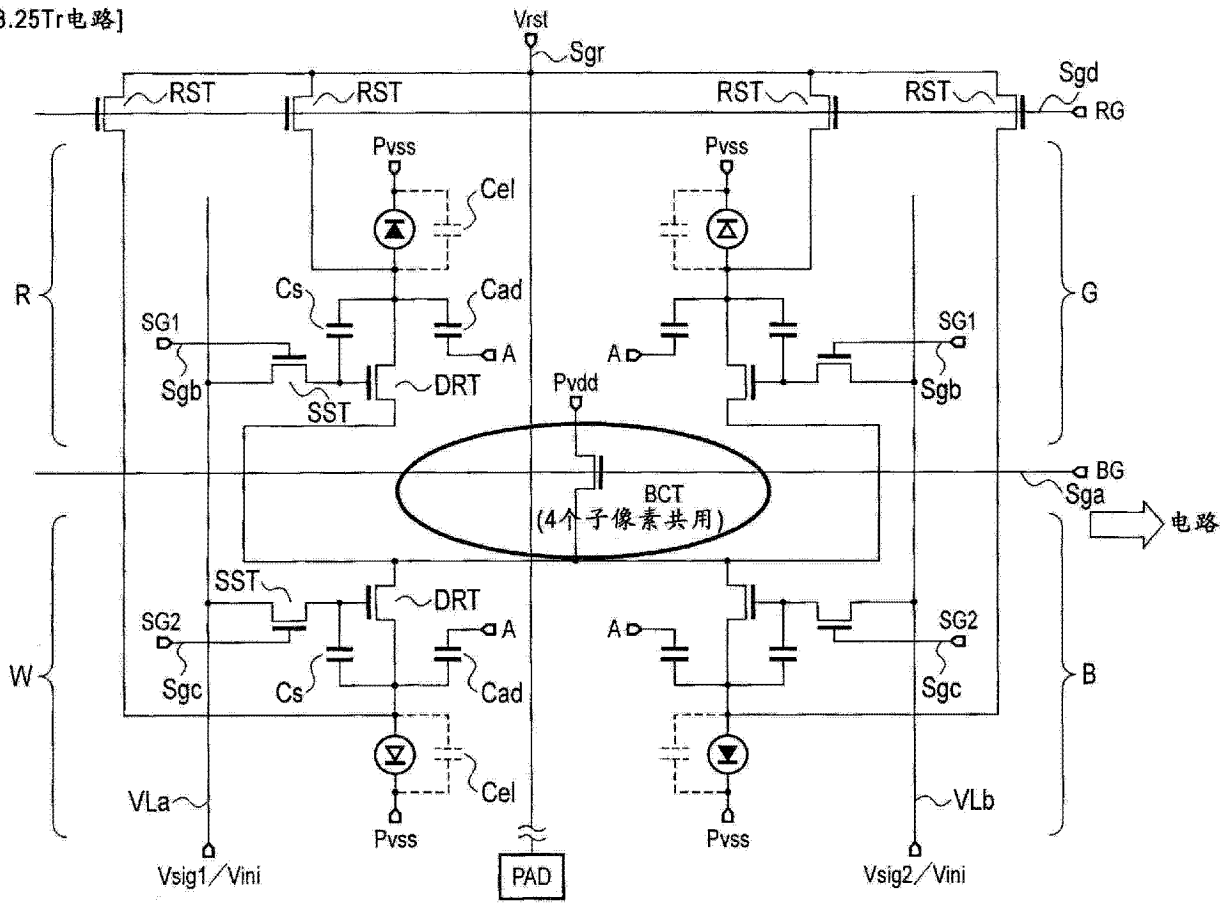 .25Tr电路]
Vrst
Sgr
RST
RST
RST
RST
Sgd
RG
Pvss
Pvss
Cel
R
G
Cs
Cad
SG1
SG1
A
A
Sgb
Sgb
SST
DRT
Pvdd
BG
BCT
(4个子像素共用)
Sga
电路
SST
DRT
SG2
A
A
SG2
W
B
Sgc
Cs
Cad
Sgc
Cel
VLa
VLb
Pvss
Pvss
Vsig1/Vini
PAD
Vsig2/Vini